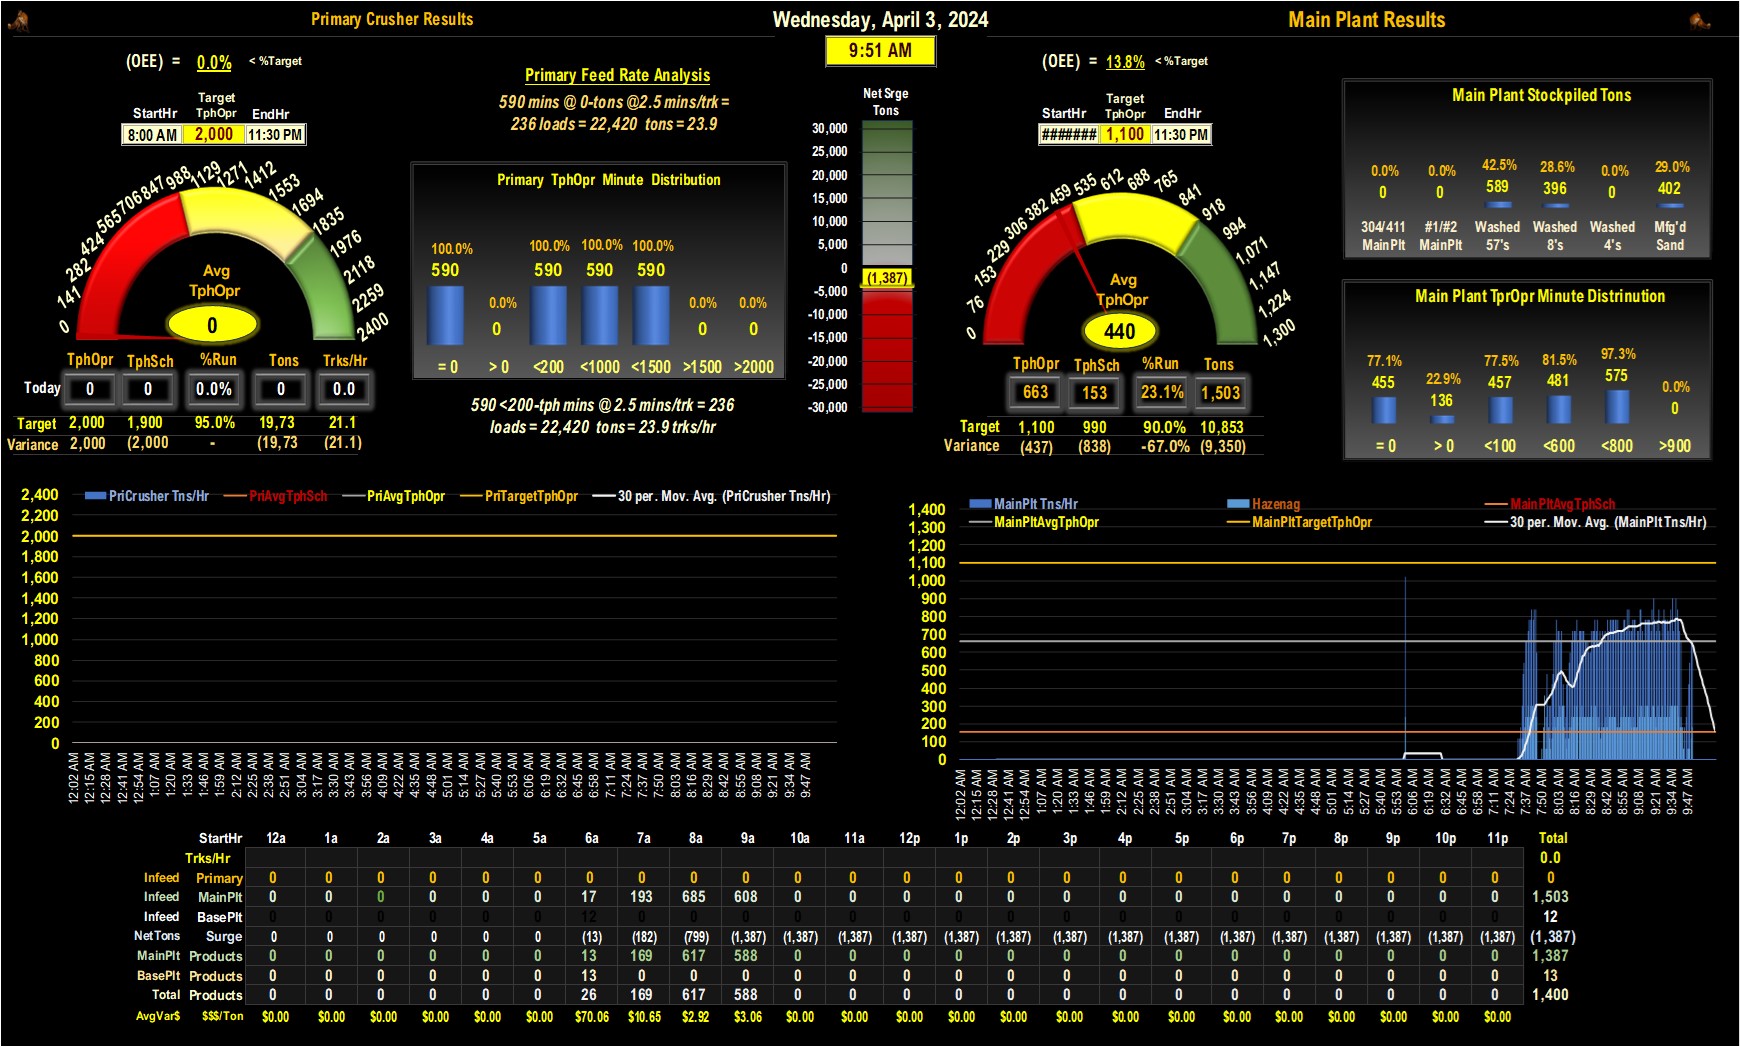 Primary Crusher Results
Wednesday, April 3, 2024
Main Plant Results
9:51 AM
(OEE) = 0.0% < %Target
Target
StartHr TphOpr EndHr
8:00 AM 2,000 11:30 PM
Primary Feed Rate Analysis
590 mins @ 0-tons @2.5 mins/trk =
236 loads = 22,420 tons = 23.9
0 141 282 424 565 706 847 988 1129 1271 1412 1553 1694 1835 1976 2118 2259 2400
Avg
TphOpr
0
TphOpr TphSch %Run Tons Trks/Hr
Today 0 0 0.0% 0 0.0
Target 2,000 1,900 95.0% 19,73 21.1
Variance 2,000 (2,000 - (19,73 (21.1)
Primary TphOpr Minute Distribution
100.0% 0.0% 100.0% 100.0% 100.0% 0.0% 0.0%
590 0 590 590 590 0 0
= 0 > 0 <200 <1000 <1500 >1500 >2000
590 <200-tph mins @ 2.5 mins/trk = 236
loads = 22,420 tons = 23.9 trks/hr
Net Srge
Tons
30,000
25,000
20,000
15,000
10,000
5,000
0
(1,387)
-5,000
-10,000
-15,000
-20,000
-25,000
-30,000
(OEE) = 13.8% < %Target
Target
StartHr TphOpr EndHr
####### 1,100 11:30 PM
0 76 153 229 306 382 459 535 612 688 765 841 918 994 1,071 1,147 1,224 1,300
Avg
TphOpr
440
TphOpr TphSch %Run Tons
663 153 23.1% 1,503
Target 1,100 990 90.0% 10,853
Variance (437) (838) -67.0% (9,350)
Main Plant Stockpiled Tons
0.0% 0.0% 42.5% 28.6% 0.0% 29.0%
0 0 589 396 0 402
304/411 #1/#2 Washed Washed Washed Mfg'd
MainPlt MainPlt 57's 8's 4's Sand
Main Plant TprOpr Minute Distrinution
77.1% 22.9% 77.5% 81.5% 97.3% 0.0%
455 136 457 481 575 0
= 0 > 0 <100 <600 <800 >900
PriCrusher Tns/Hr PriAvgTphSch PriAvgTphOpr PriTargetTphOpr 30 per. Mov. Avg. (PriCrusher Tns/Hr)
2,400
2,200
2,000
1,800
1,600
1,400
1,200
1,000
800
600
400
200
0
12:02 AM 12:15 AM 12:28 AM 12:41 AM 12:54 AM 1:07 AM 1:20 AM 1:33 AM 1:46 AM 1:59 AM 2:12 AM 2:25 AM 2:38 AM 2:51 AM 3:04 AM 3:17 AM 3:30 AM 3:43 AM 3:56 AM 4:09 AM 4:22 AM 4:35 AM 4:48 AM 5:01 AM 5:14 AM 5:27 AM 5:40 AM 5:53 AM 6:06 AM 6:19 AM 6:32 AM 6:45 AM 6:58 AM 7:11 AM 7:24 AM 7:37 AM 7:50 AM 8:03 AM 8:16 AM 8:29 AM 8:42 AM 8:55 AM 9:08 AM 9:21 AM 9:34 AM 9:47 AM
MainPlt Tns/Hr Hazenag MainPltAvgTphSch
MainPltAvgTphOpr MainPltTargetTphOpr 30 per. Mov. Avg. (MainPlt Tns/Hr)
1,400
1,300
1,200
1,100
1,000
900
800
700
600
500
400
300
200
100
0
12:02 AM 12:15 AM 12:28 AM 12:41 AM 12:54 AM 1:07 AM 1:20 AM 1:33 AM 1:46 AM 1:59 AM 2:12 AM 2:25 AM 2:38 AM 2:51 AM 3:04 AM 3:17 AM 3:30 AM 3:43 AM 3:56 AM 4:09 AM 4:22 AM 4:35 AM 4:48 AM 5:01 AM 5:14 AM 5:27 AM 5:40 AM 5:53 AM 6:06 AM 6:19 AM 6:32 AM 6:45 AM 6:58 AM 7:11 AM 7:24 AM 7:37 AM 7:50 AM 8:03 AM 8:16 AM 8:29 AM 8:42 AM 8:55 AM 9:08 AM 9:21 AM 9:34 AM 9:47 AM
StartHr 12a 1a 2a 3a 4a 5a 6a 7a 8a 9a 10a 11a 12p 1p 2p 3p 4p 5p 6p 7p 8p 9p 10p 11p Total
Trks/Hr 0.0
Infeed Primary 0 0 0 0 0 0 0 0 0 0 0 0 0 0 0 0 0 0 0 0 0 0 0 0 0
Infeed MainPlt 0 0 0 0 0 0 17 193 685 608 0 0 0 0 0 0 0 0 0 0 0 0 0 0 1,503
Infeed BasePlt 0 0 0 0 0 0 12 0 0 0 0 0 0 0 0 0 0 0 0 0 0 0 0 0 12
NetTons Surge 0 0 0 0 0 0 (13) (182) (799) (1,387) (1,387) (1,387) (1,387) (1,387) (1,387) (1,387) (1,387) (1,387) (1,387) (1,387) (1,387) (1,387) (1,387) (1,387) (1,387)
MainPlt Products 0 0 0 0 0 0 13 169 617 588 0 0 0 0 0 0 0 0 0 0 0 0 0 0 1,387
BasePlt Products 0 0 0 0 0 0 13 0 0 0 0 0 0 0 0 0 0 0 0 0 0 0 0 0 13
Total Products 0 0 0 0 0 0 26 169 617 588 0 0 0 0 0 0 0 0 0 0 0 0 0 0 1,400
AvgVar$ $$$/Ton $0.00 $0.00 $0.00 $0.00 $0.00 $0.00 $70.06 $10.65 $2.92 $3.06 $0.00 $0.00 $0.00 $0.00 $0.00 $0.00 $0.00 $0.00 $0.00 $0.00 $0.00 $0.00 $0.00 $0.00